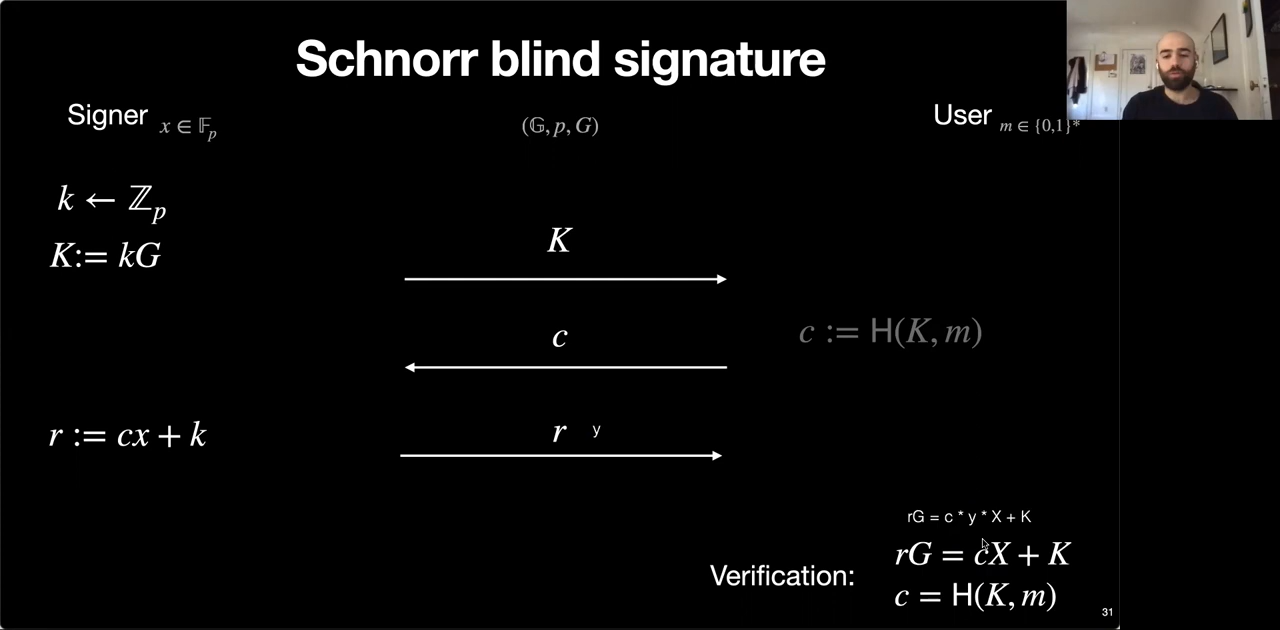 Schnorr blind signature
Signer x ∈ 𝔽p
(𝔾, p, G)
User m ∈ {0,1}*
k ← ℤp
K:= kG
K
c
c := H(K, m)
r := cx + k
r y
rG = c * y * X + K
Verification:
rG = cX + K
c = H(K, m)
31